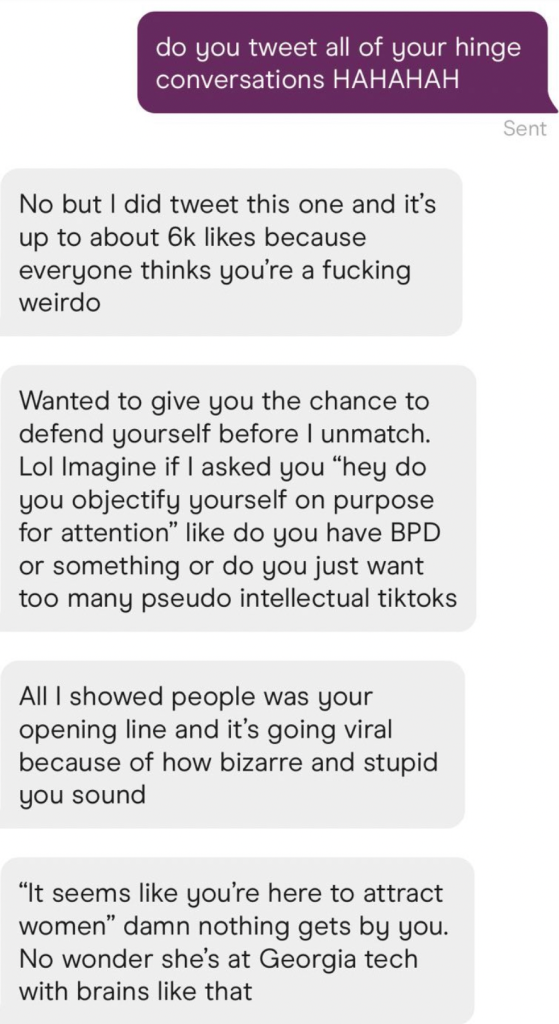 do you tweet all of your hinge
conversations HAHAHAH
Sent
No but I did tweet this one and it's
up to about 6k likes because
everyone thinks you're a fucking
weirdo
Wanted to give you the chance to
defend yourself before I unmatch.
Lol Imagine if I asked you “hey do
you objectify yourself on purpose
for attention” like do you have BPD
or something or do you just want
too many pseudo intellectual tiktoks
All I showed people was your
opening line and it's going viral
because of how bizarre and stupid
you sound
“It seems like you're here to attract
women” damn nothing gets by you.
No wonder she's at Georgia tech
with brains like that